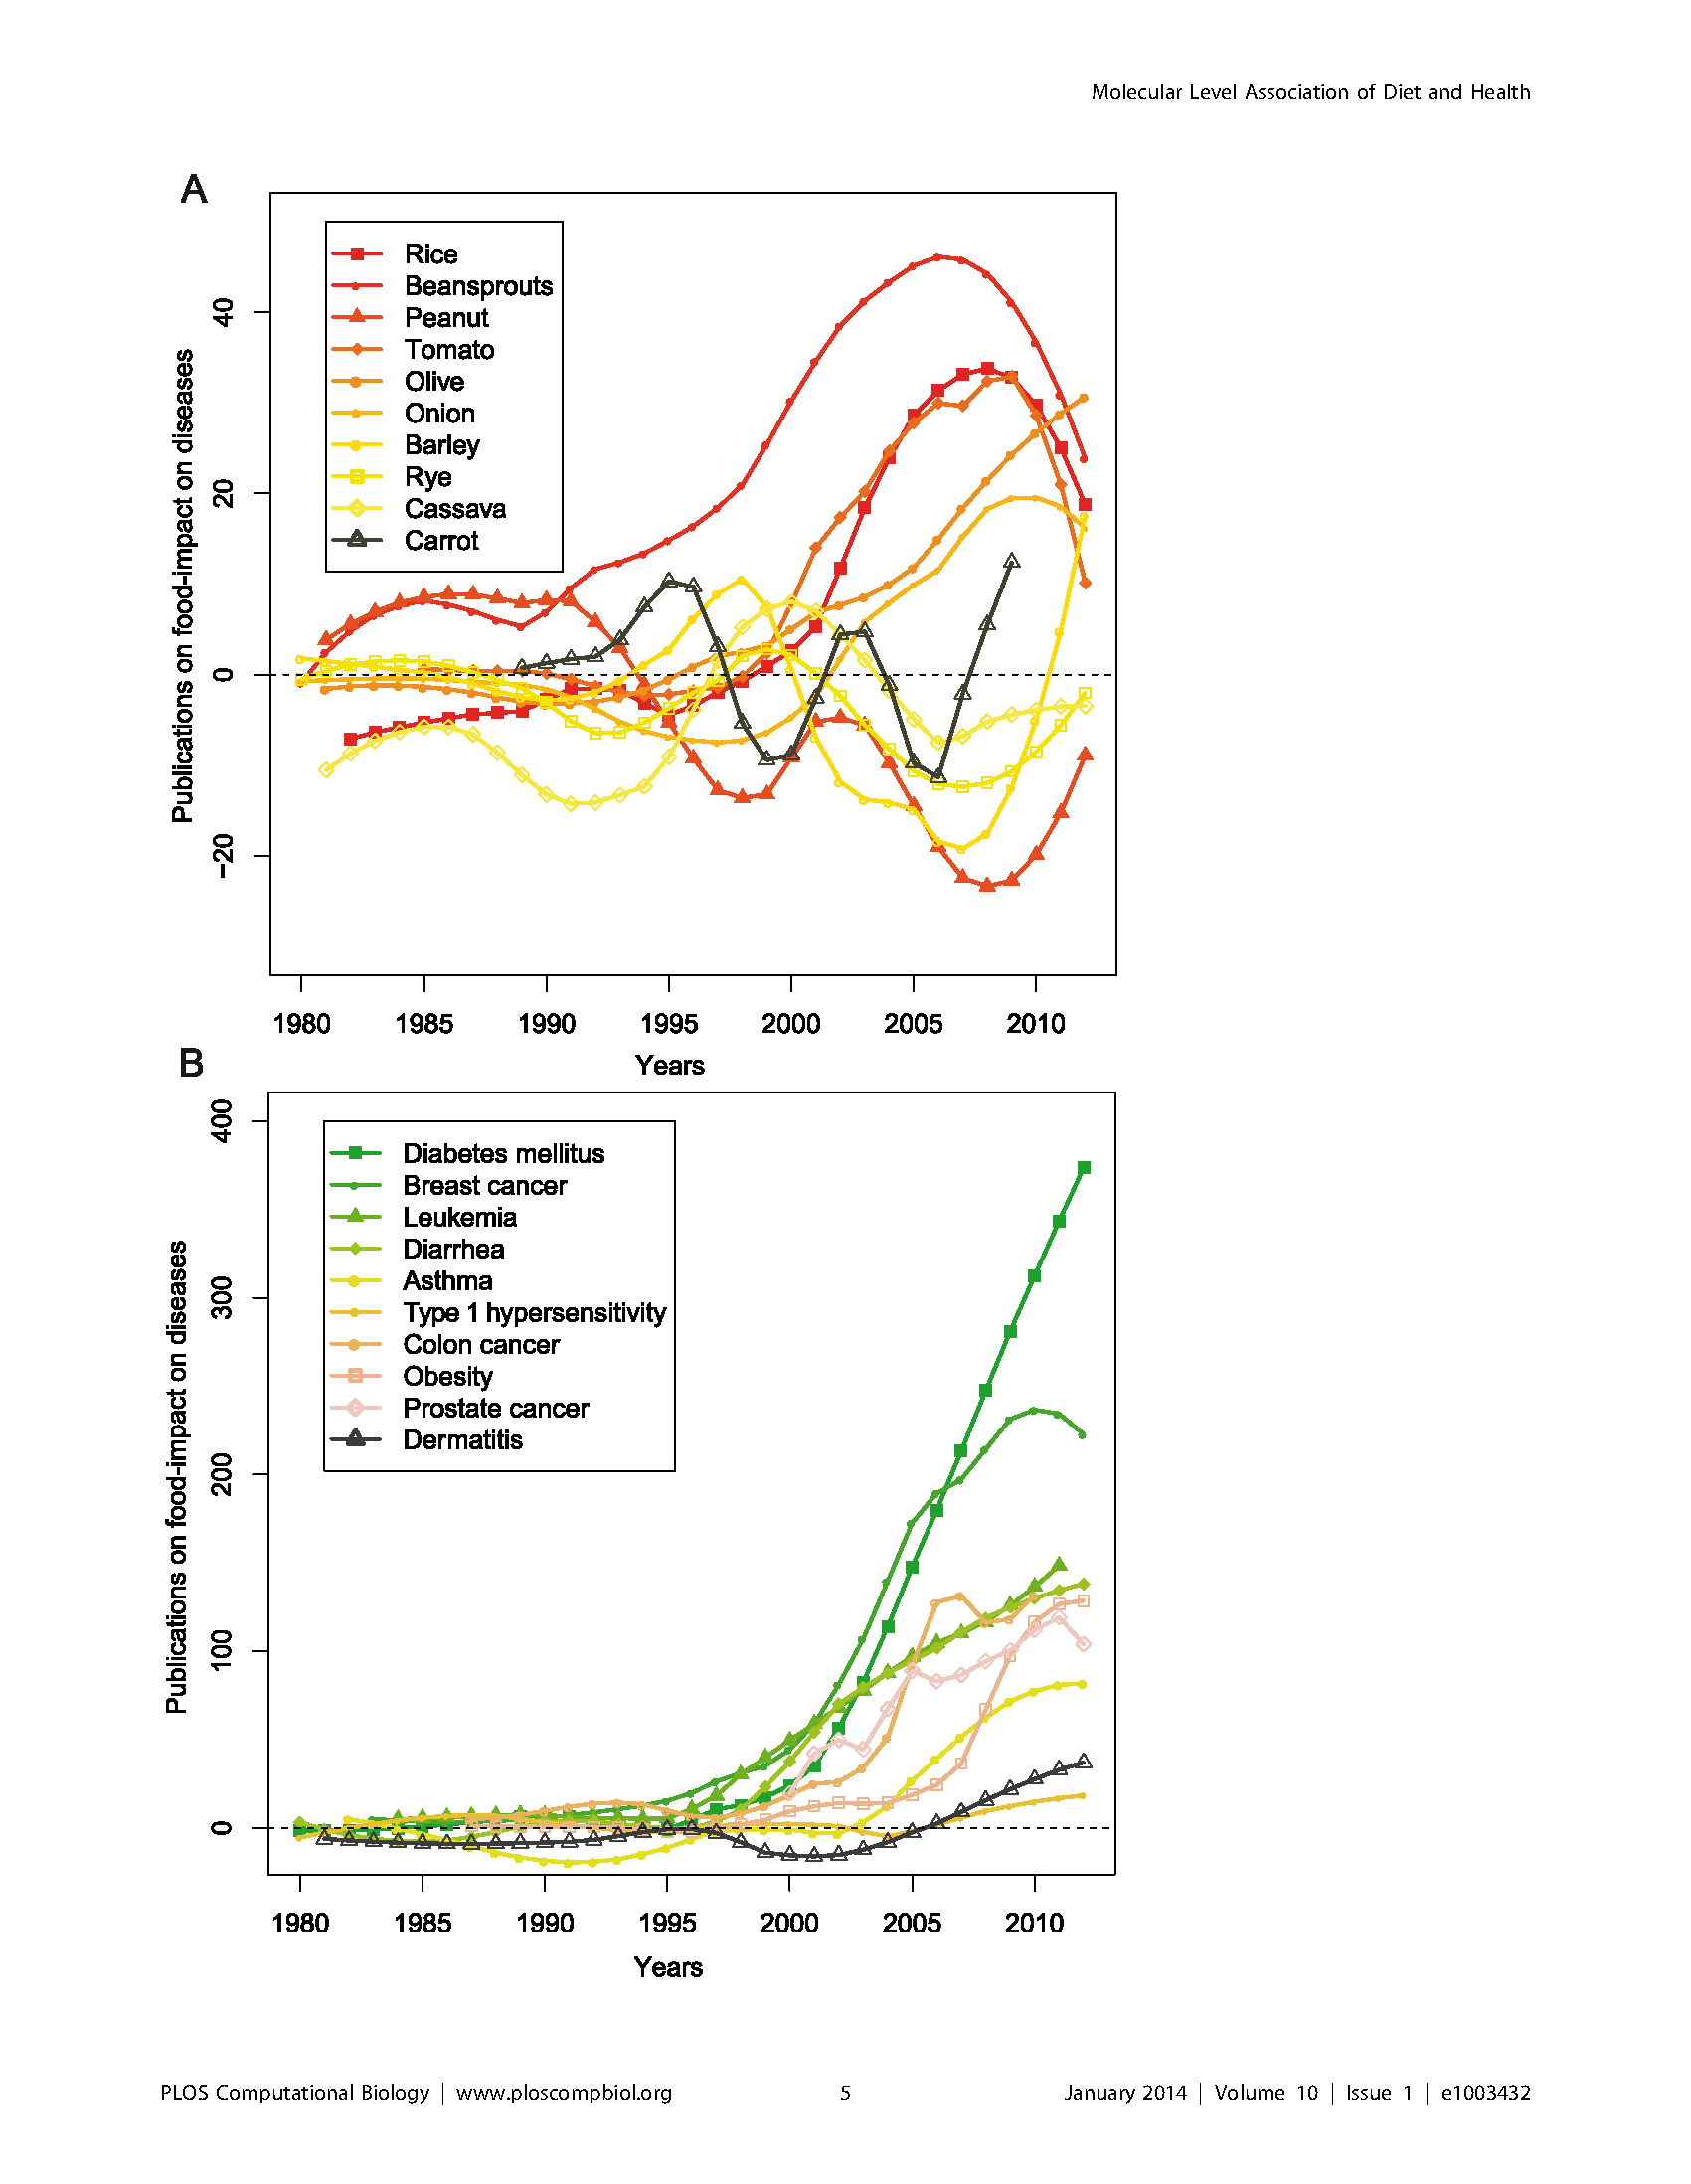 Molecular Level Association of Diet and Health
A
Publications on food-impact on diseases
40
20
0
−20
Rice
Beansprouts
Peanut
Tomato
Olive
Onion
Barley
Rye
Cassava
Carrot
1980 1985 1990 1995 2000 2005 2010
Years
B
Publications on food-impact on diseases
400
300
200
100
0
Diabetes mellitus
Breast cancer
Leukemia
Diarrhea
Asthma
Type 1 hypersensitivity
Colon cancer
Obesity
Prostate cancer
Dermatitis
1980 1985 1990 1995 2000 2005 2010
Years
PLOS Computational Biology | www.ploscompbiol.org 5 January 2014 | Volume 10 | Issue 1 | e1003432